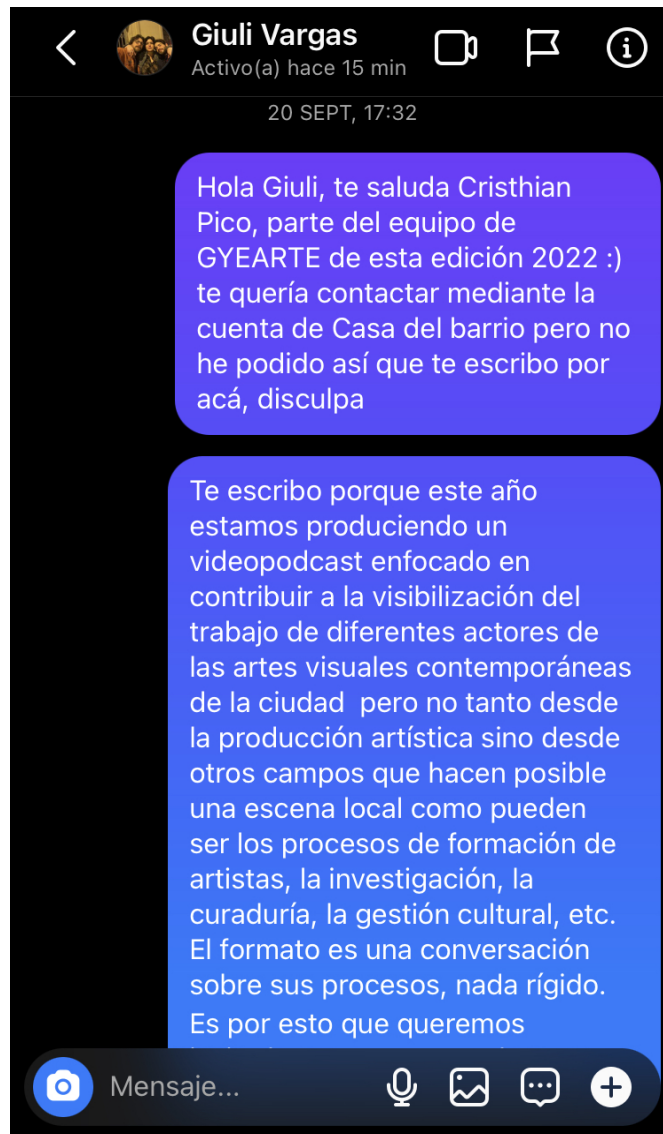 Giuli Vargas
Activo(a) hace 15 min
20 SEPT, 17:32
Hola Giuli, te saluda Cristhian
Pico, parte del equipo de
GYEARTE de esta edición 2022 :)
te quería contactar mediante la
cuenta de Casa del barrio pero no
he podido así que te escribo por
acá, disculpa
Te escribo porque este año
estamos produciendo un
videopodcast enfocado en
contribuir a la visibilización del
trabajo de diferentes actores de
las artes visuales contemporáneas
de la ciudad  pero no tanto desde
la producción artística sino desde
otros campos que hacen posible
una escena local como pueden
ser los procesos de formación de
artistas, la investigación, la
curaduría, la gestión cultural, etc.
El formato es una conversación
sobre sus procesos, nada rígido.
Es por esto que queremos
Mensaje...